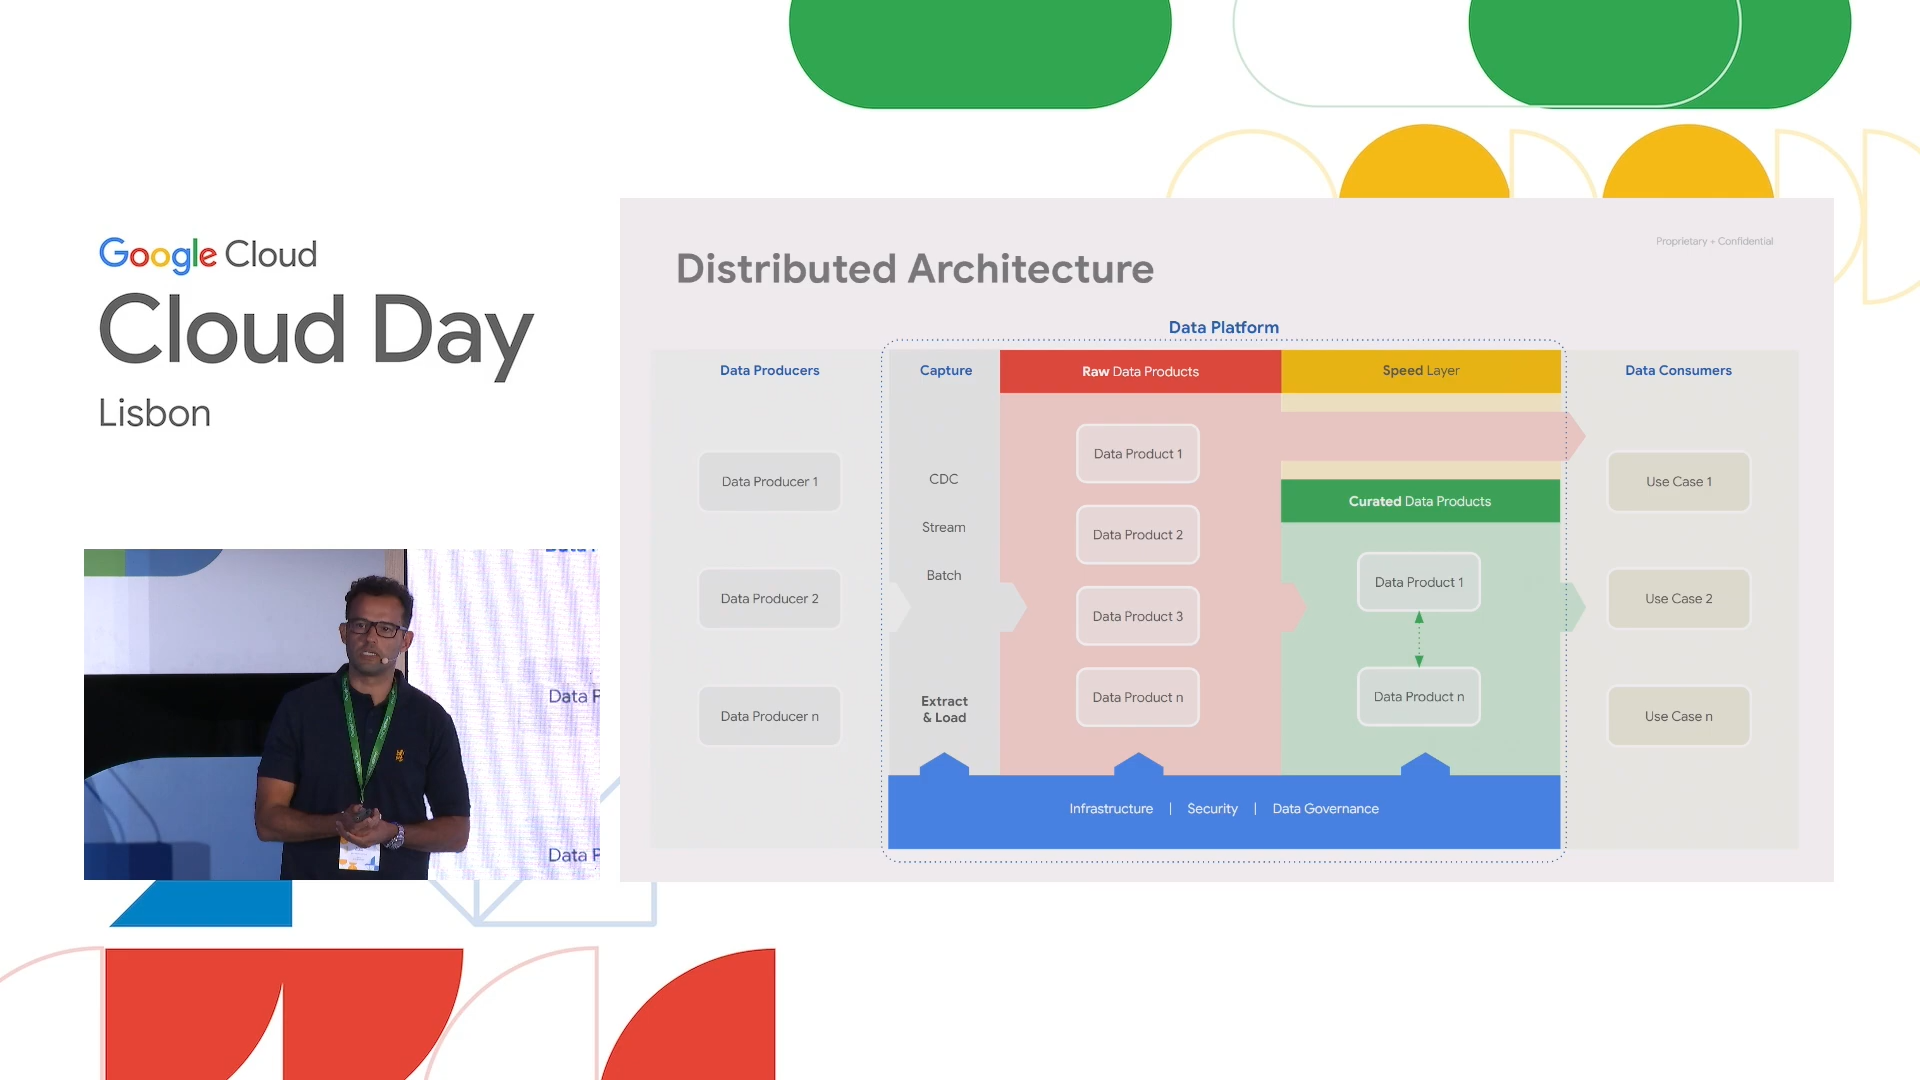 Google Cloud
Cloud Day
Lisbon
Proprietary + Confidential
Distributed Architecture
Data Platform
Data Producers
Data Producer 1
Data Producer 2
Data Producer n
Capture
CDC
Stream
Batch
Extract
& Load
Raw Data Products
Data Product 1
Data Product 2
Data Product 3
Data Product n
Speed Layer
Curated Data Products
Data Product 1
Data Product n
Data Consumers
Use Case 1
Use Case 2
Use Case n
Infrastructure | Security | Data Governance
Data P
Data P